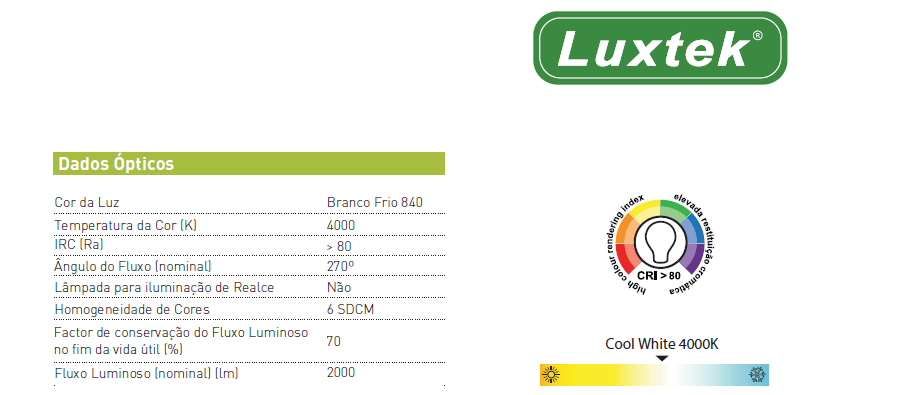 Luxtek®
Dados Ópticos
Cor da Luz Branco Frio 840
Temperatura da Cor (K) 4000
IRC (Ra) > 80
Ângulo do Fluxo (nominal) 270º
Lâmpada para iluminação de Realce Não
Homogeneidade de Cores 6 SDCM
Factor de conservação do Fluxo Luminoso
no fim da vida útil (%) 70
Fluxo Luminoso (nominal) (lm) 2000
high colour rendering index
elevada restituição cromática
CRI > 80
Cool White 4000K